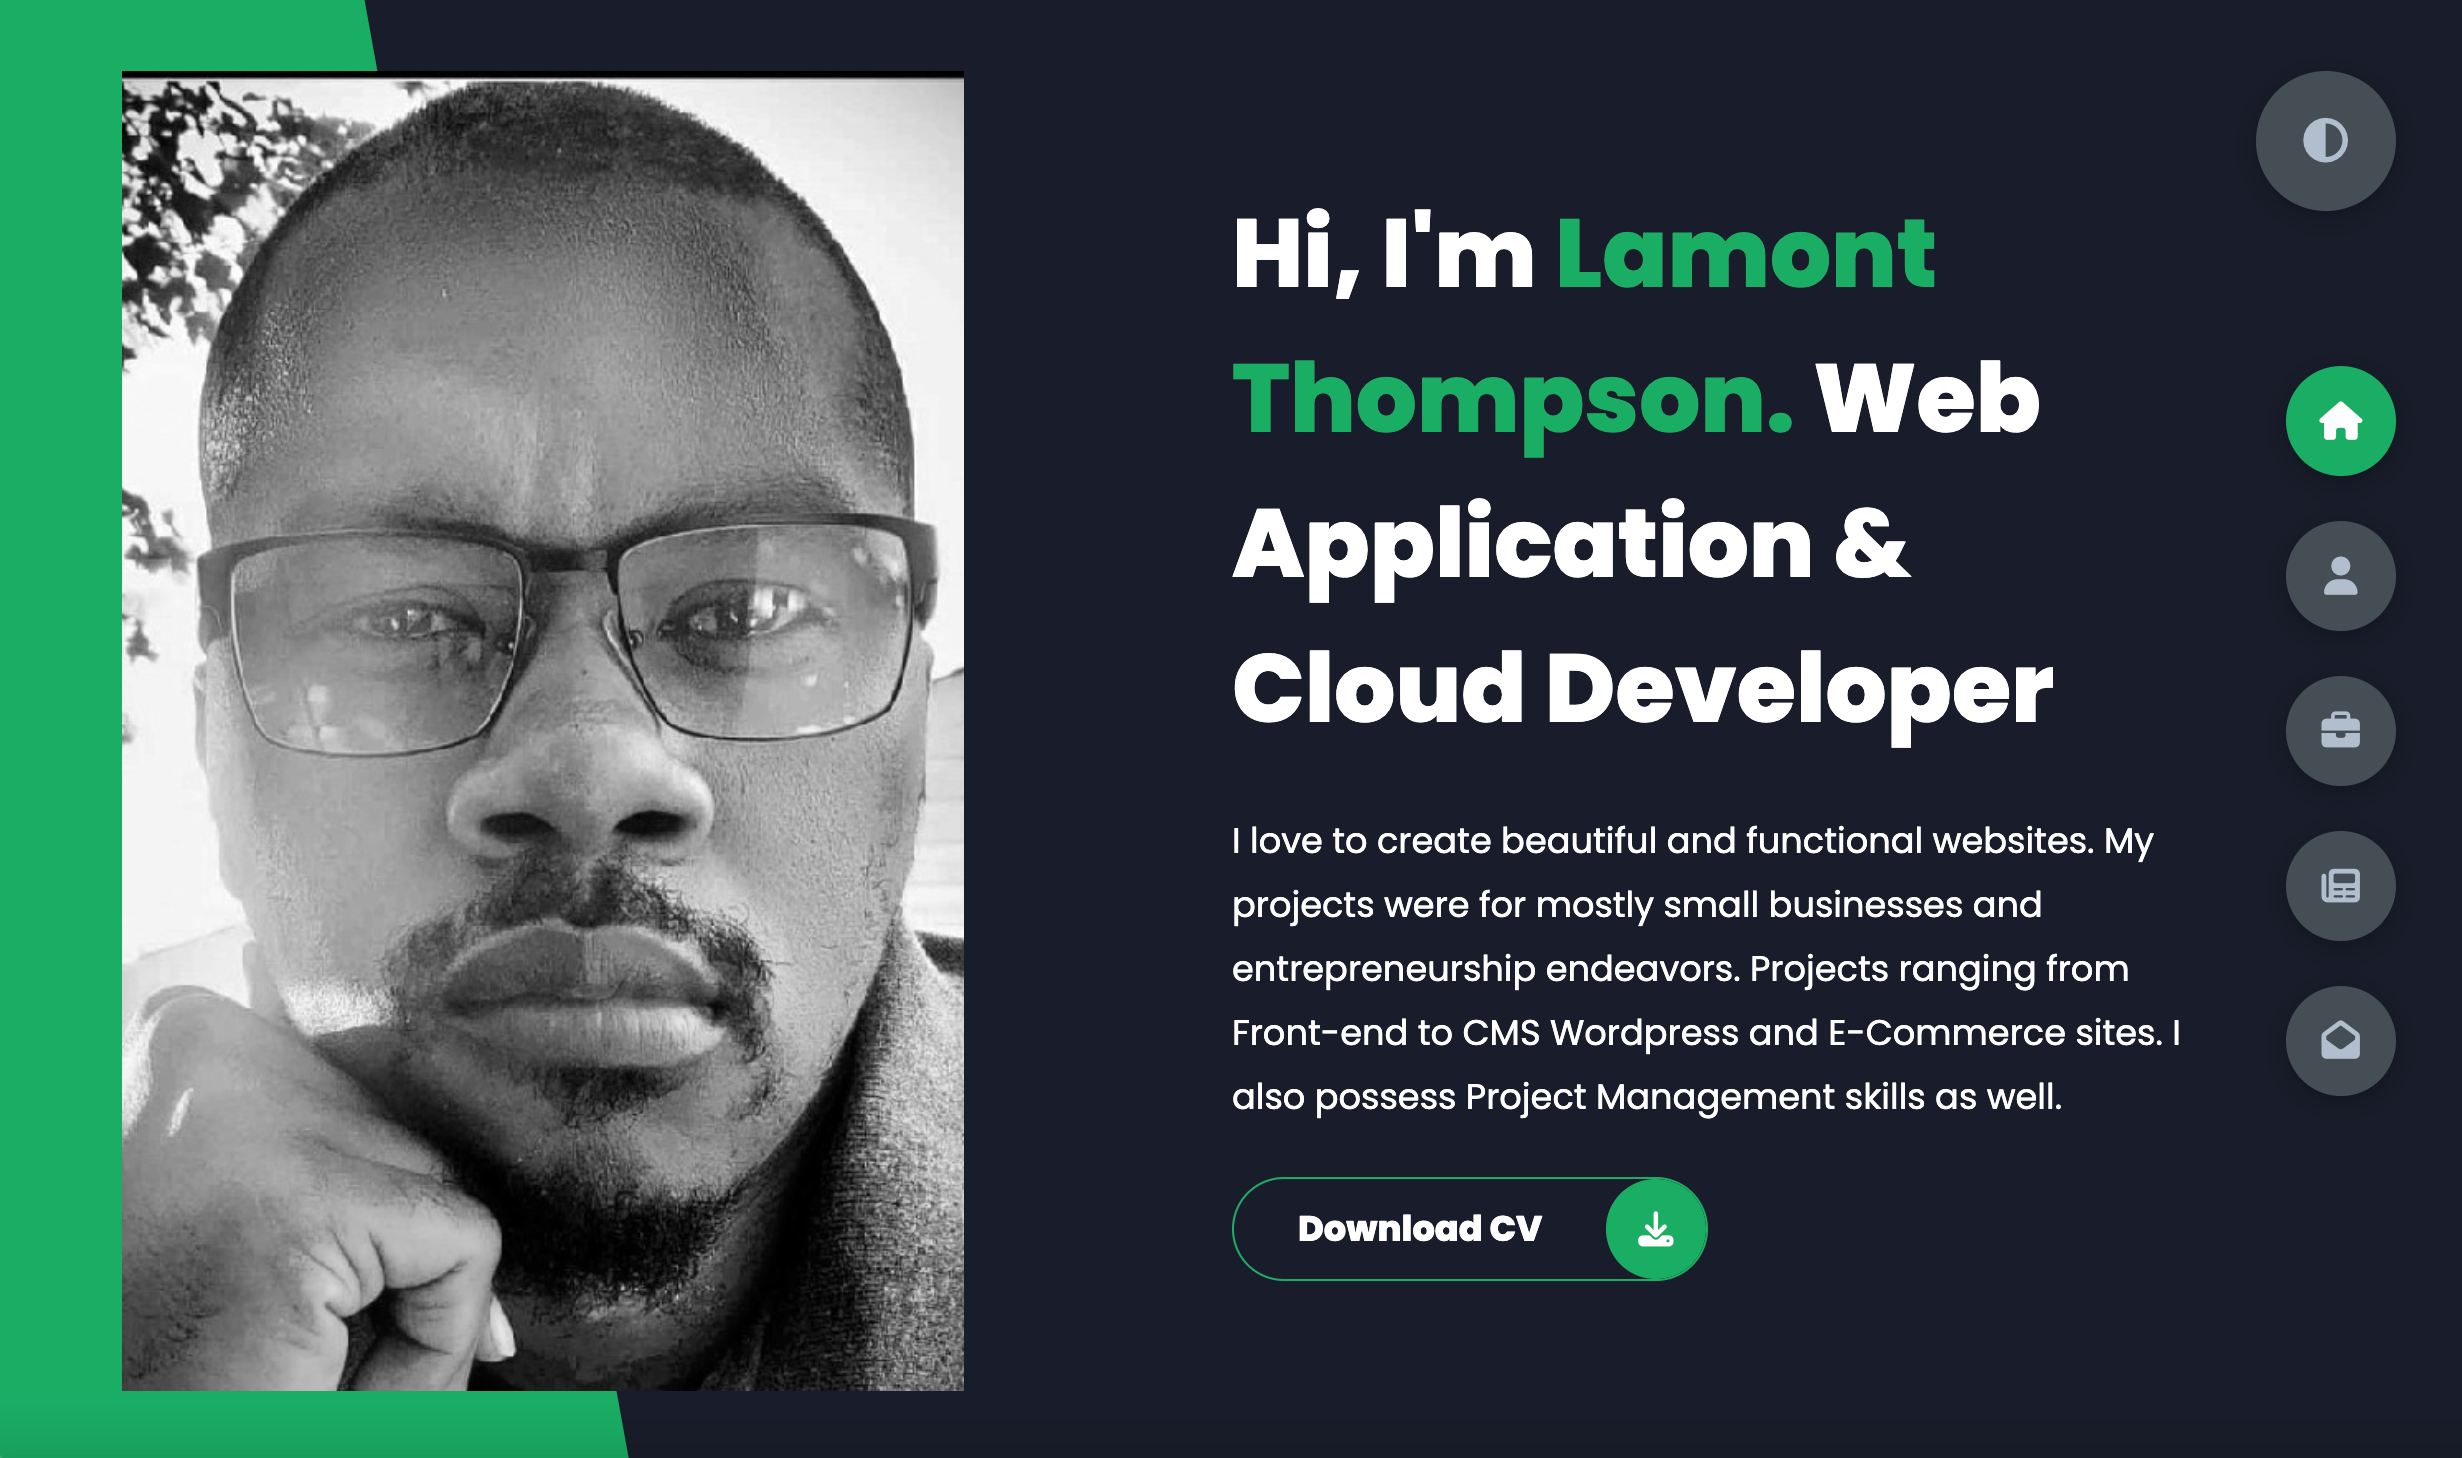 Hi, I'm Lamont
Thompson. Web
Application &
Cloud Developer
I love to create beautiful and functional websites. My
projects were for mostly small businesses and
entrepreneurship endeavors. Projects ranging from
Front-end to CMS Wordpress and E-Commerce sites. I
also possess Project Management skills as well.
Download CV